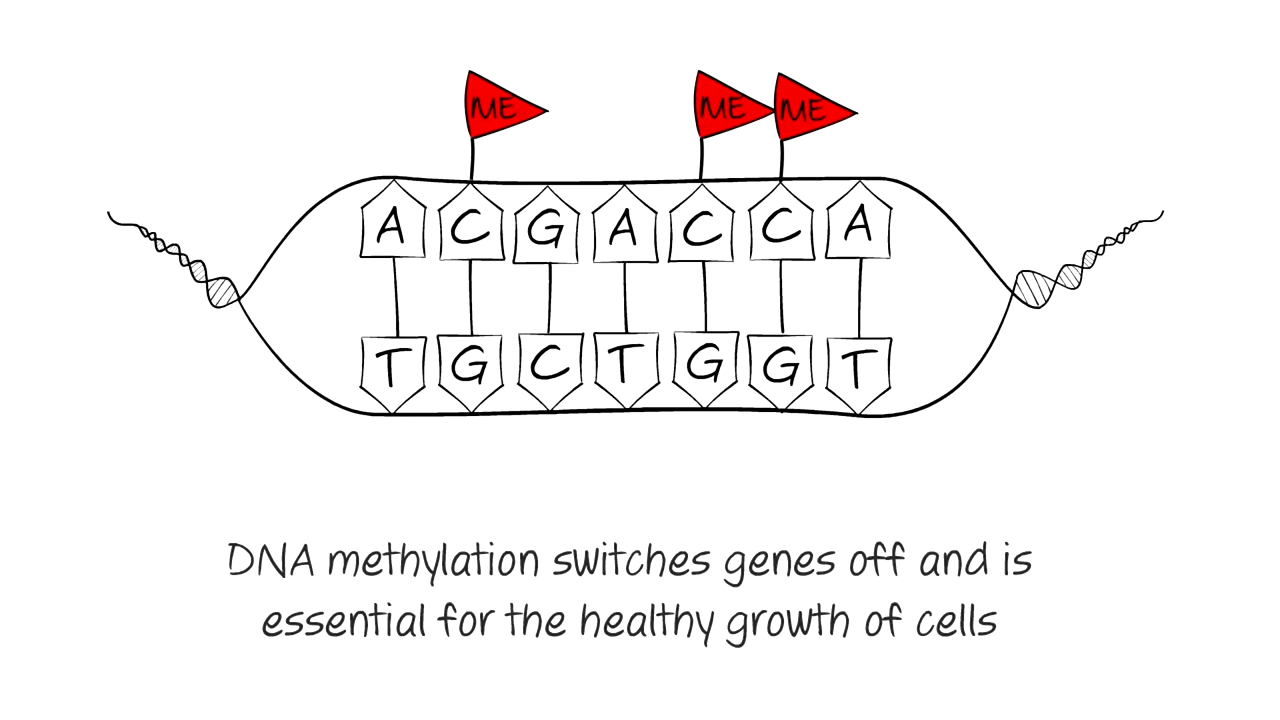 ME ME ME
A C G A C C A
T G C T G G T
DNA methylation switches genes off and is
essential for the healthy growth of cells